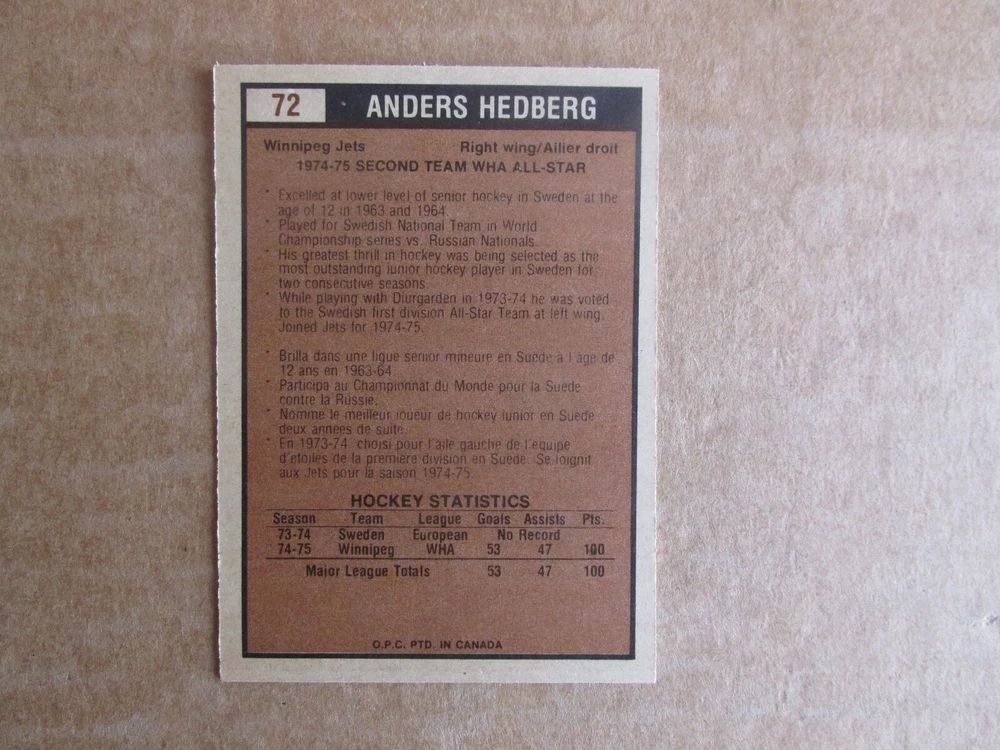 72 ANDERS HEDBERG
Winnipeg Jets Right wing/Ailier droit
1974-75 SECOND TEAM WHA ALL-STAR
* Excelled at lower level of senior hockey in Sweden at the
age of 12 in 1963 and 1964.
* Played for Swedish National Team in World
Championship series vs. Russian Nationals.
* His greatest thrill in hockey was being selected as the
most outstanding junior hockey player in Sweden for
two consecutive seasons.
* While playing with Djurgarden in 1973-74 he was voted
to the Swedish first division All-Star Team at left wing.
Joined Jets for 1974-75.
* Brilla dans une ligue senior mineure en Suede a l'age de
12 ans en 1963-64.
* Participa au Championnat du Monde pour la Suede
contre la Russie.
* Nomme le meilleur joueur de hockey junior en Suede
deux annees de suite.
* En 1973-74 choisi pour l'aile gauche de l'equipe
d'etoiles de la premiere division en Suede. Se joignit
aux Jets pour la saison 1974-75.
HOCKEY STATISTICS
Season Team League Goals Assists Pts.
73-74 Sweden European No Record
74-75 Winnipeg WHA 53 47 100
Major League Totals 53 47 100
O.P.C. PTD. IN CANADA